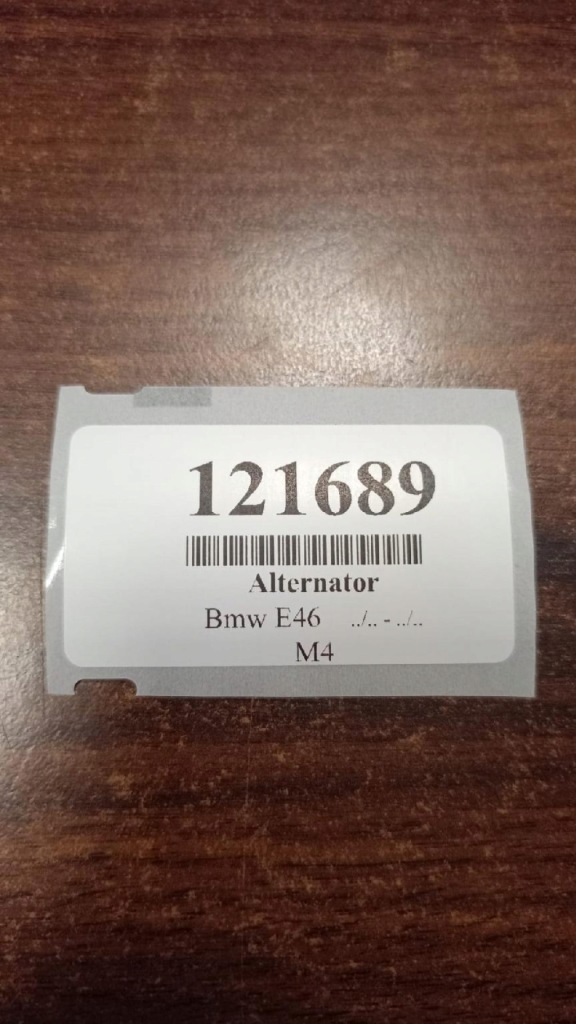 121689
Alternator
Bmw E46 ../.. - ../..
M4